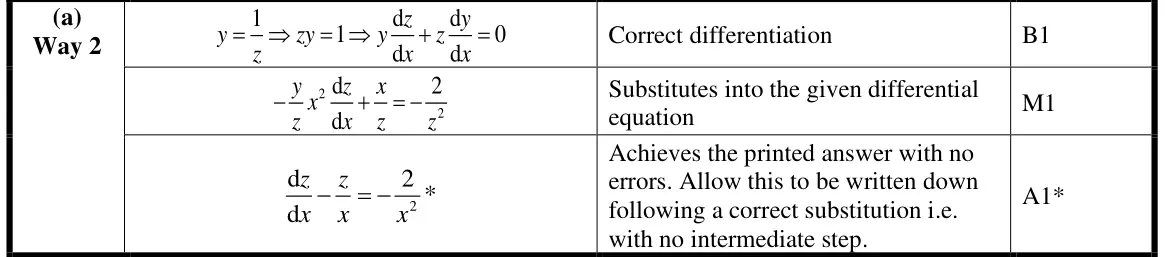 (a)
Way 2
y = 1/z ⇒ zy = 1 ⇒ y dz/dx + z dy/dx = 0
Correct differentiation
B1
−y/z x² dz/dx + x/z = −2/z²
Substitutes into the given differential
equation
M1
dz/dx − z/x = −2/x² *
Achieves the printed answer with no
errors. Allow this to be written down
following a correct substitution i.e.
with no intermediate step.
A1*